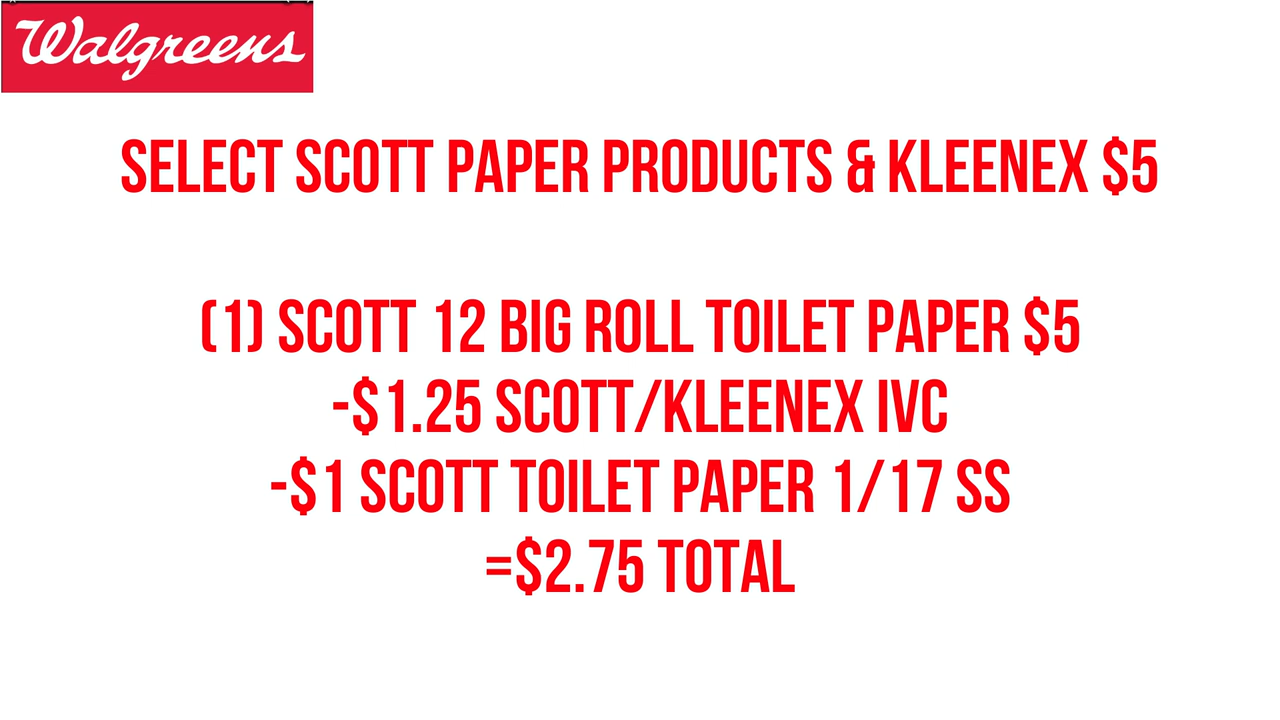 Walgreens
SELECT SCOTT PAPER PRODUCTS & KLEENEX $5
(1) SCOTT 12 BIG ROLL TOILET PAPER $5
-$1.25 SCOTT/KLEENEX IVC
-$1 SCOTT TOILET PAPER 1/17 SS
=$2.75 TOTAL